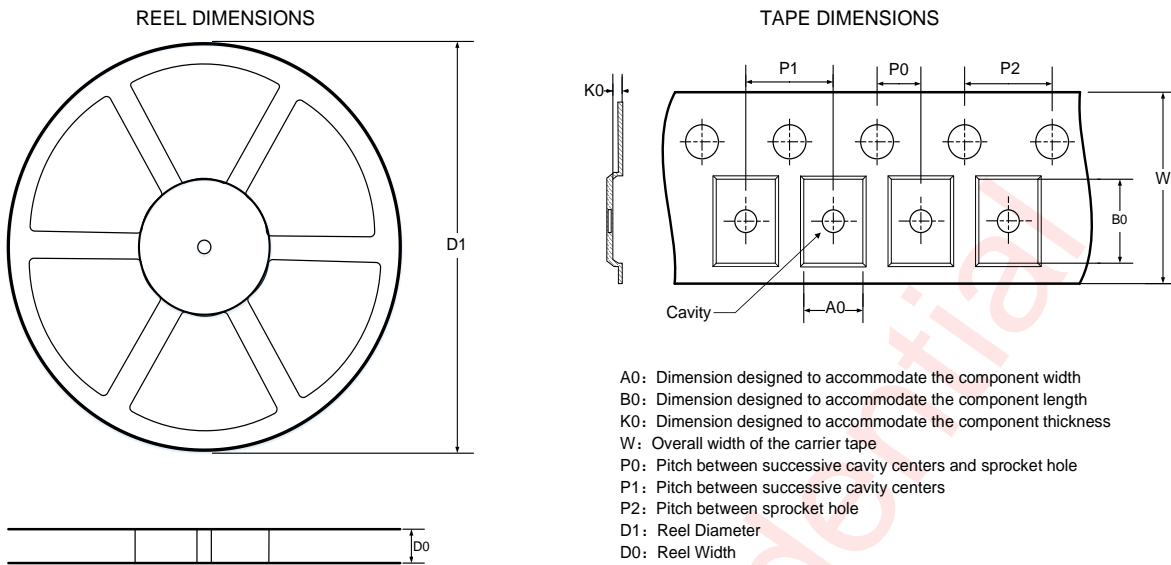 REEL DIMENSIONS
TAPE DIMENSIONS
D1
D0
K0
P1
P0
P2
W
B0
Cavity
A0
A0：Dimension designed to accommodate the component width
B0：Dimension designed to accommodate the component length
K0：Dimension designed to accommodate the component thickness
W：Overall width of the carrier tape
P0：Pitch between successive cavity centers and sprocket hole
P1：Pitch between successive cavity centers
P2：Pitch between sprocket hole
D1：Reel Diameter
D0：Reel Width
dential